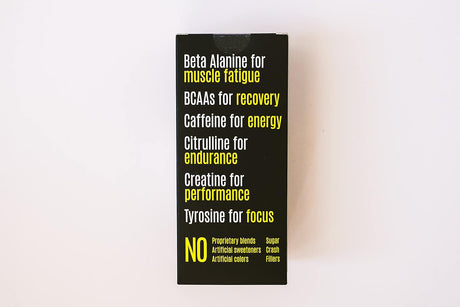 Beta Alanine for
muscle fatigue
BCAAs for recovery
Caffeine for energy
Citrulline for
endurance
Creatine for
performance
Tyrosine for focus
NO
Proprietary blends Sugar
Artificial sweeteners Crash
Artificial colors Fillers